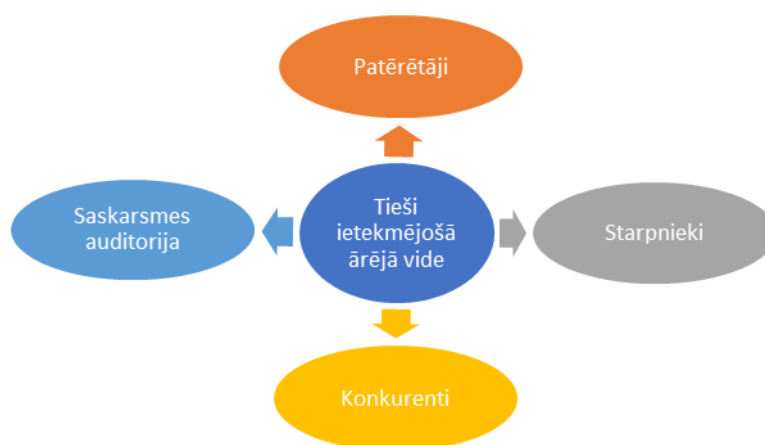 Patērētāji
Saskarsmes
auditorija
Tieši
ietekmējošā
ārējā vide
Starpnieki
Konkurenti